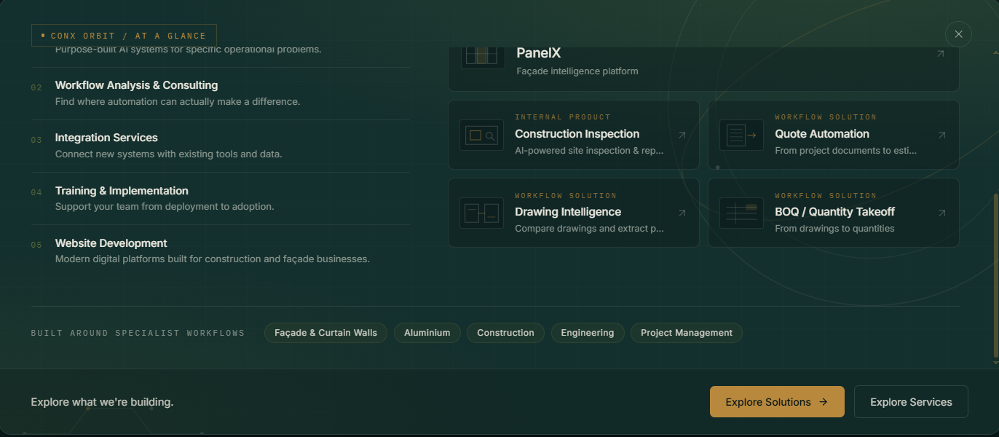 CONX ORBIT / AT A GLANCE
Purpose-built AI systems for specific operational problems.
02
Workflow Analysis & Consulting
Find where automation can actually make a difference.
03
Integration Services
Connect new systems with existing tools and data.
04
Training & Implementation
Support your team from deployment to adoption.
05
Website Development
Modern digital platforms built for construction and façade businesses.
PanelX
Façade intelligence platform
INTERNAL PRODUCT
Construction Inspection
AI-powered site inspection & rep...
WORKFLOW SOLUTION
Quote Automation
From project documents to esti...
WORKFLOW SOLUTION
Drawing Intelligence
Compare drawings and extract p...
WORKFLOW SOLUTION
BOQ / Quantity Takeoff
From drawings to quantities
BUILT AROUND SPECIALIST WORKFLOWS
Façade & Curtain Walls
Aluminium
Construction
Engineering
Project Management
Explore what we're building.
Explore Solutions →
Explore Services